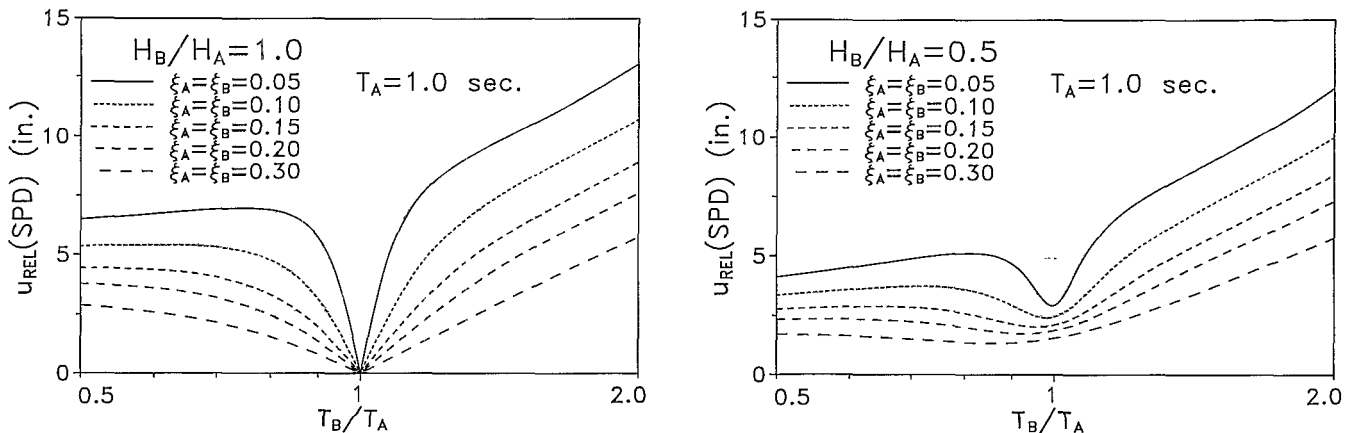 15
10
5
0
u_REL(SPD) (in.)
H_B/H_A=1.0
T_A=1.0 sec.
ξ_A=ξ_B=0.05
ξ_A=ξ_B=0.10
ξ_A=ξ_B=0.15
ξ_A=ξ_B=0.20
ξ_A=ξ_B=0.30
0.5
1
2.0
T_B/T_A
15
10
5
0
u_REL(SPD) (in.)
H_B/H_A=0.5
T_A=1.0 sec.
ξ_A=ξ_B=0.05
ξ_A=ξ_B=0.10
ξ_A=ξ_B=0.15
ξ_A=ξ_B=0.20
ξ_A=ξ_B=0.30
0.5
1
2.0
T_B/T_A